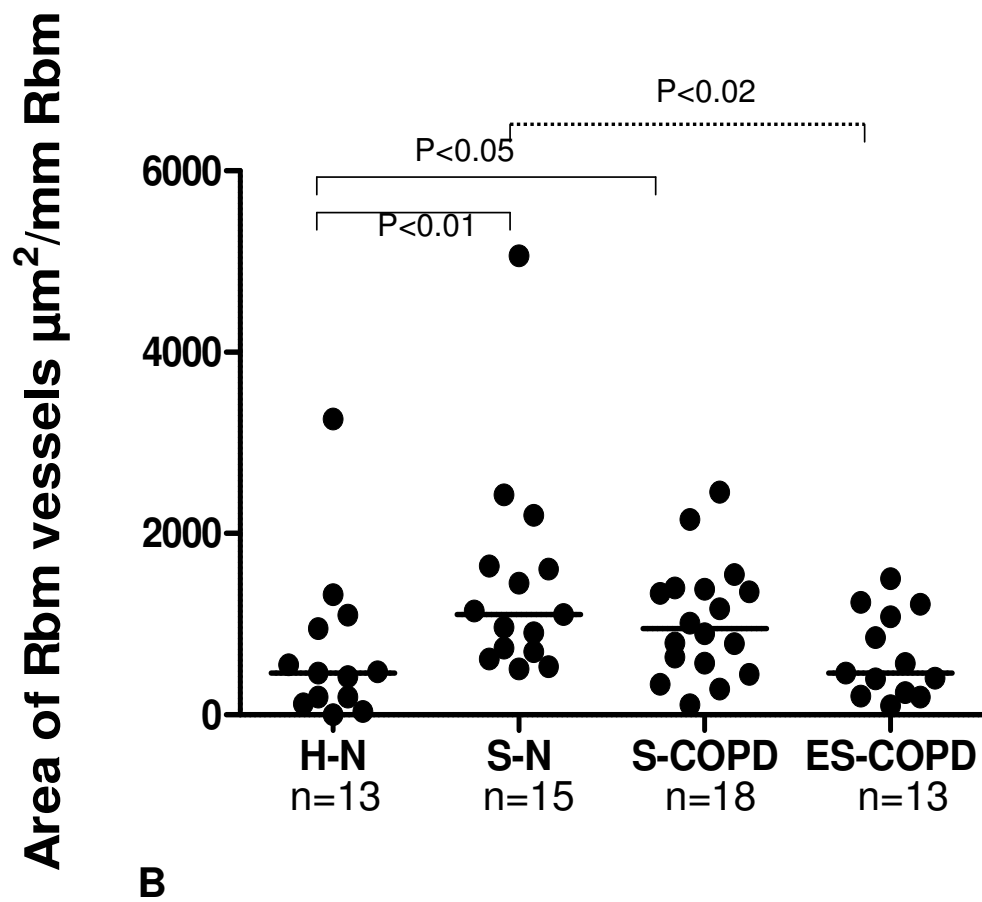 Area of Rbm vessels µm²/mm Rbm
P<0.02
P<0.05
P<0.01
6000
4000
2000
0
H-N S-N S-COPD ES-COPD
n=13 n=15 n=18 n=13
B